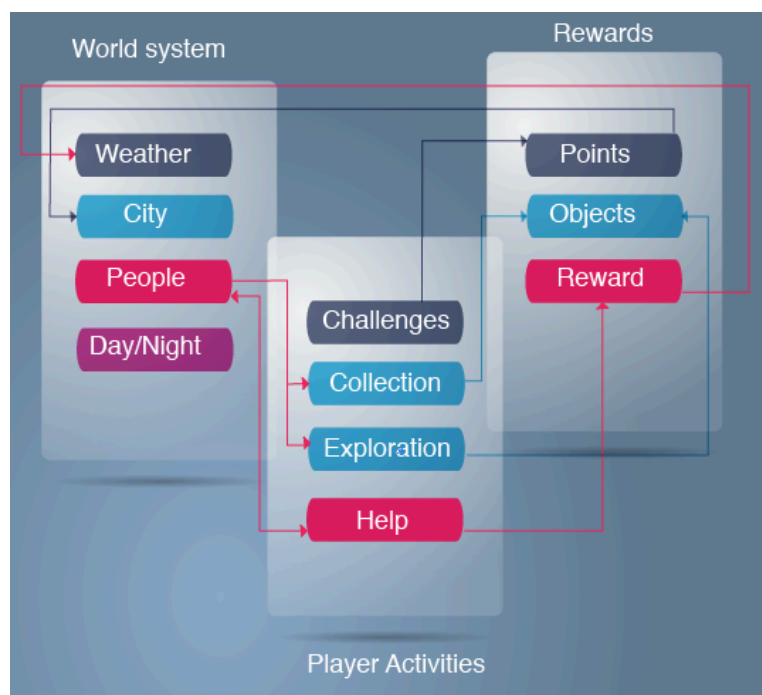 World system
Weather
City
People
Day/Night
Challenges
Collection
Exploration
Help
Player Activities
Rewards
Points
Objects
Reward